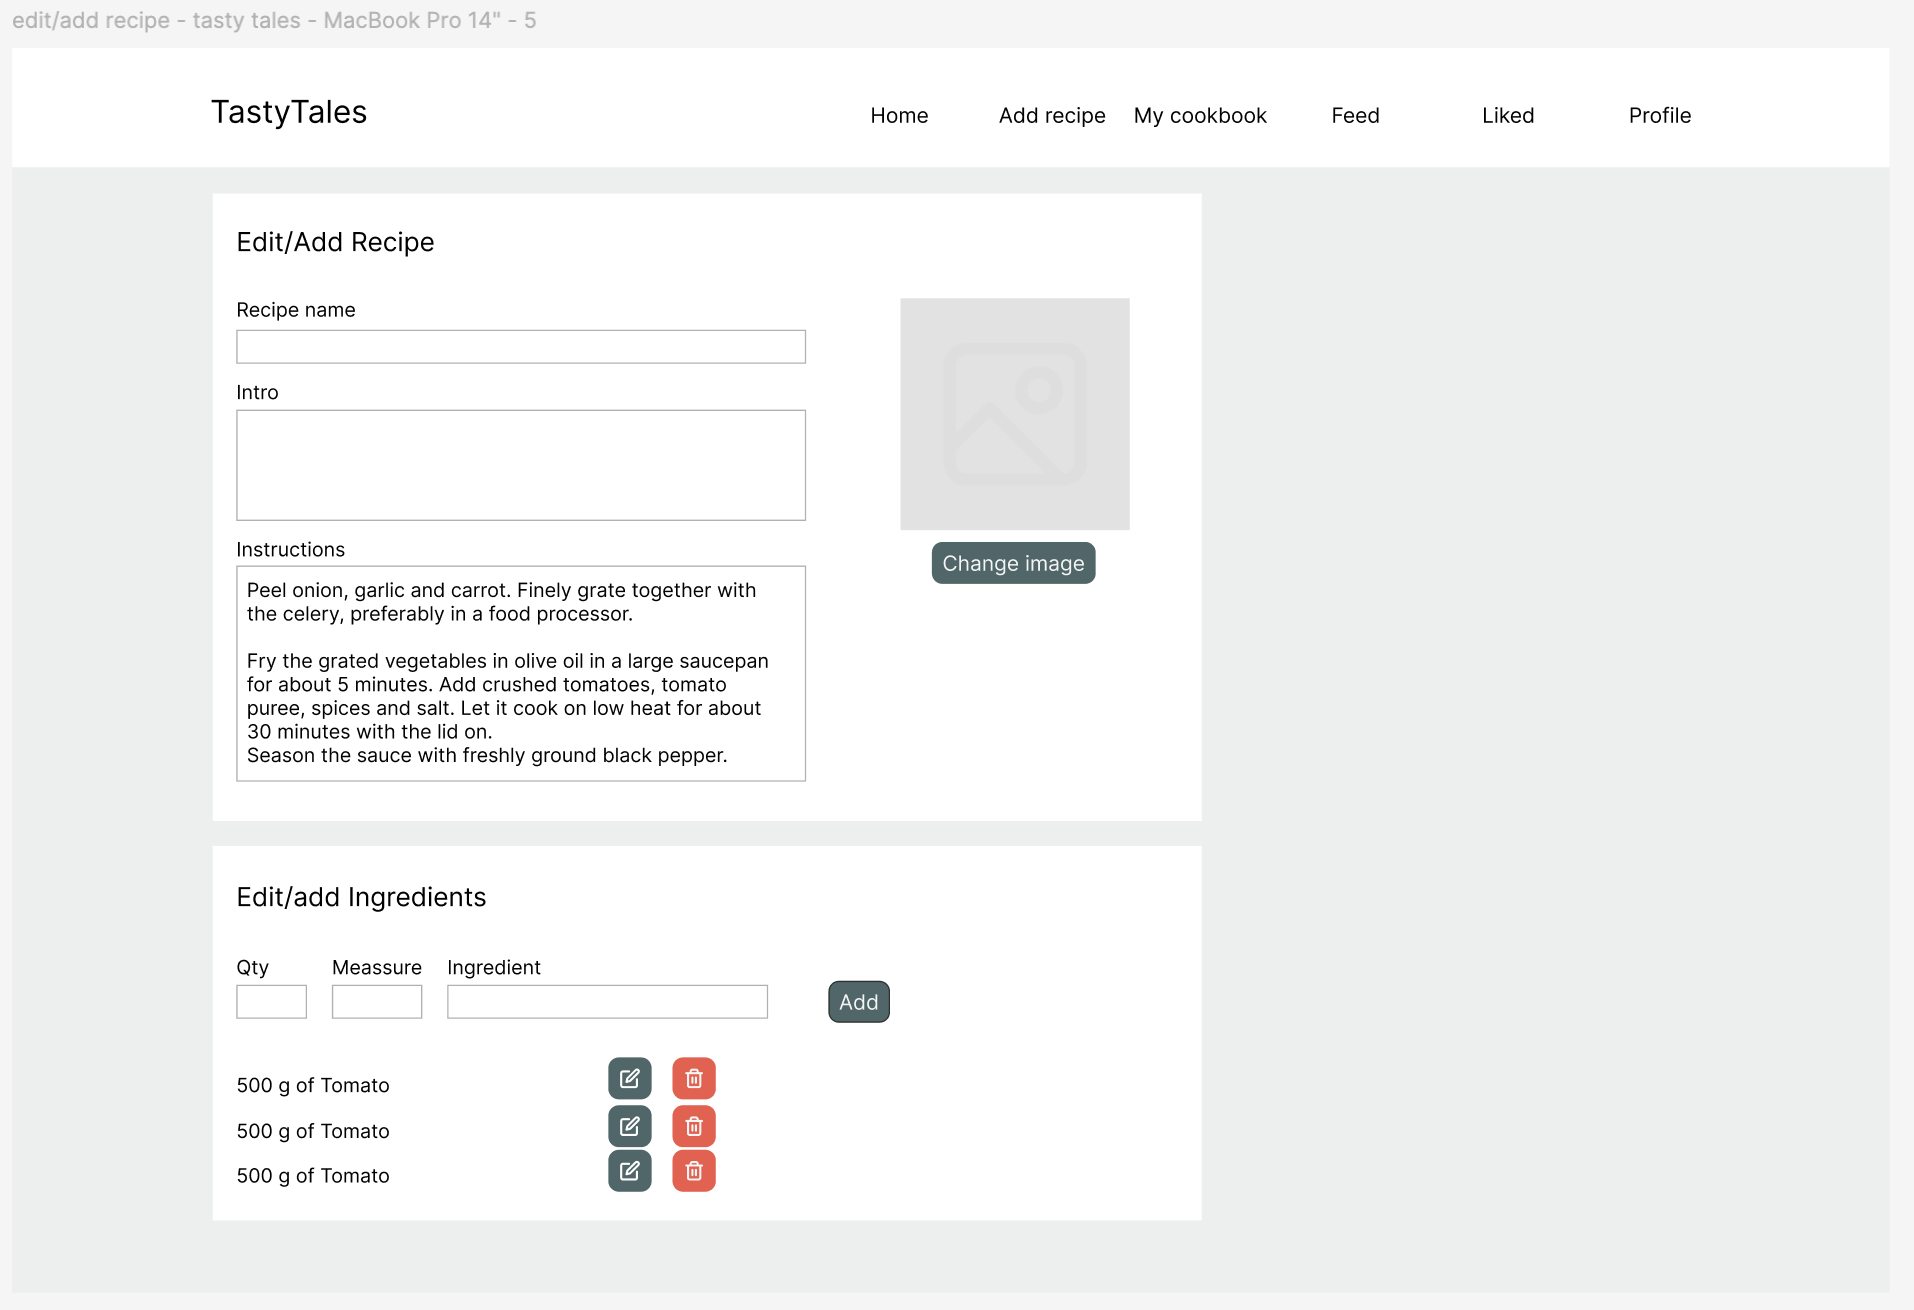 edit/add recipe - tasty tales - MacBook Pro 14" - 5
TastyTales
Home Add recipe My cookbook Feed Liked Profile
Edit/Add Recipe
Recipe name
Intro
Instructions
Peel onion, garlic and carrot. Finely grate together with
the celery, preferably in a food processor.
Fry the grated vegetables in olive oil in a large saucepan
for about 5 minutes. Add crushed tomatoes, tomato
puree, spices and salt. Let it cook on low heat for about
30 minutes with the lid on.
Season the sauce with freshly ground black pepper.
Change image
Edit/add Ingredients
Qty Meassure Ingredient
Add
500 g of Tomato
500 g of Tomato
500 g of Tomato